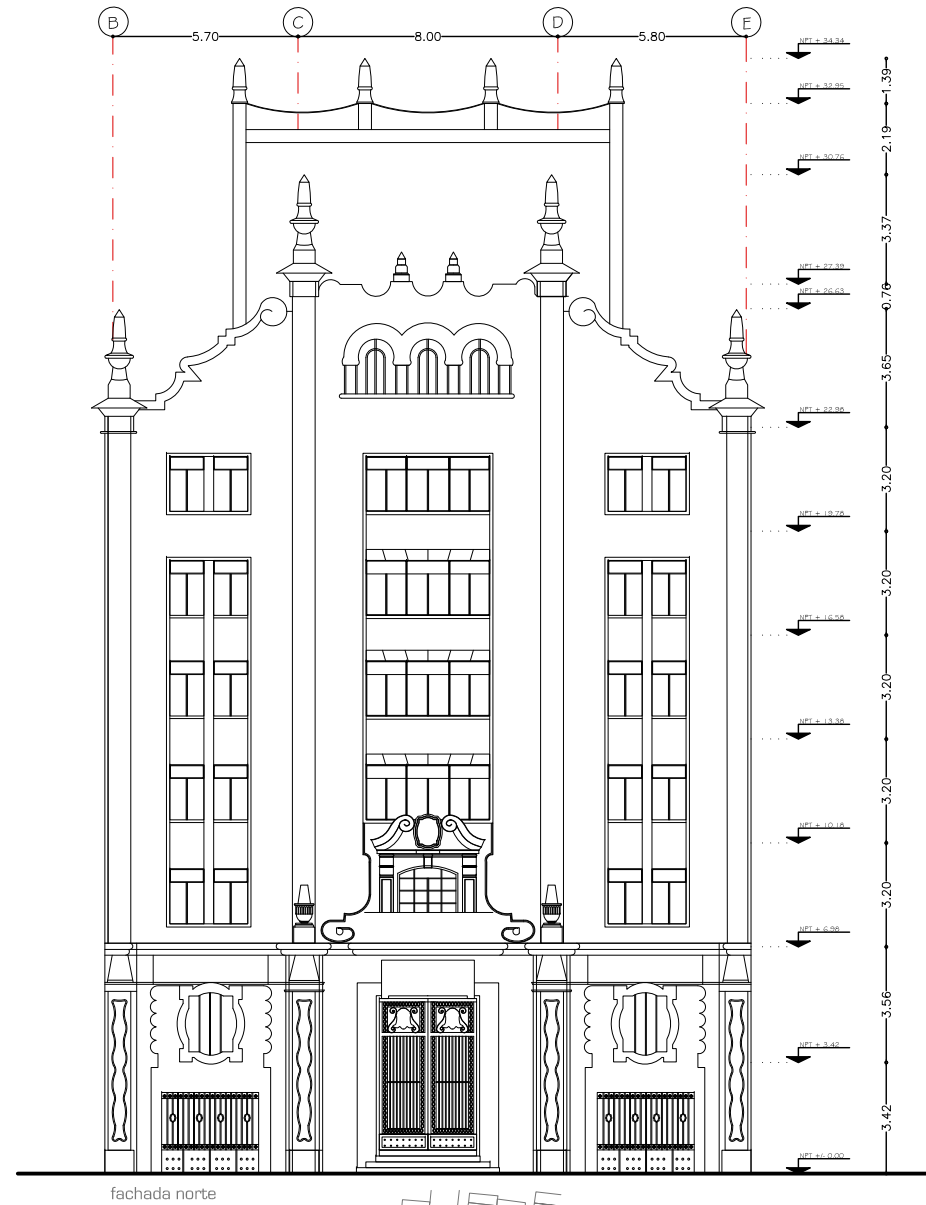 B C D E
5.70 8.00 5.80
NPT + 34.34
1.39
NPT + 32.95
2.19
NPT + 30.76
3.37
NPT + 27.39
0.76
NPT + 26.63
3.65
NPT + 22.98
3.20
NPT + 19.78
3.20
NPT + 16.58
3.20
NPT + 13.38
3.20
NPT + 10.18
3.20
NPT + 6.98
3.56
NPT + 3.42
3.42
NPT +/- 0.00
fachada norte